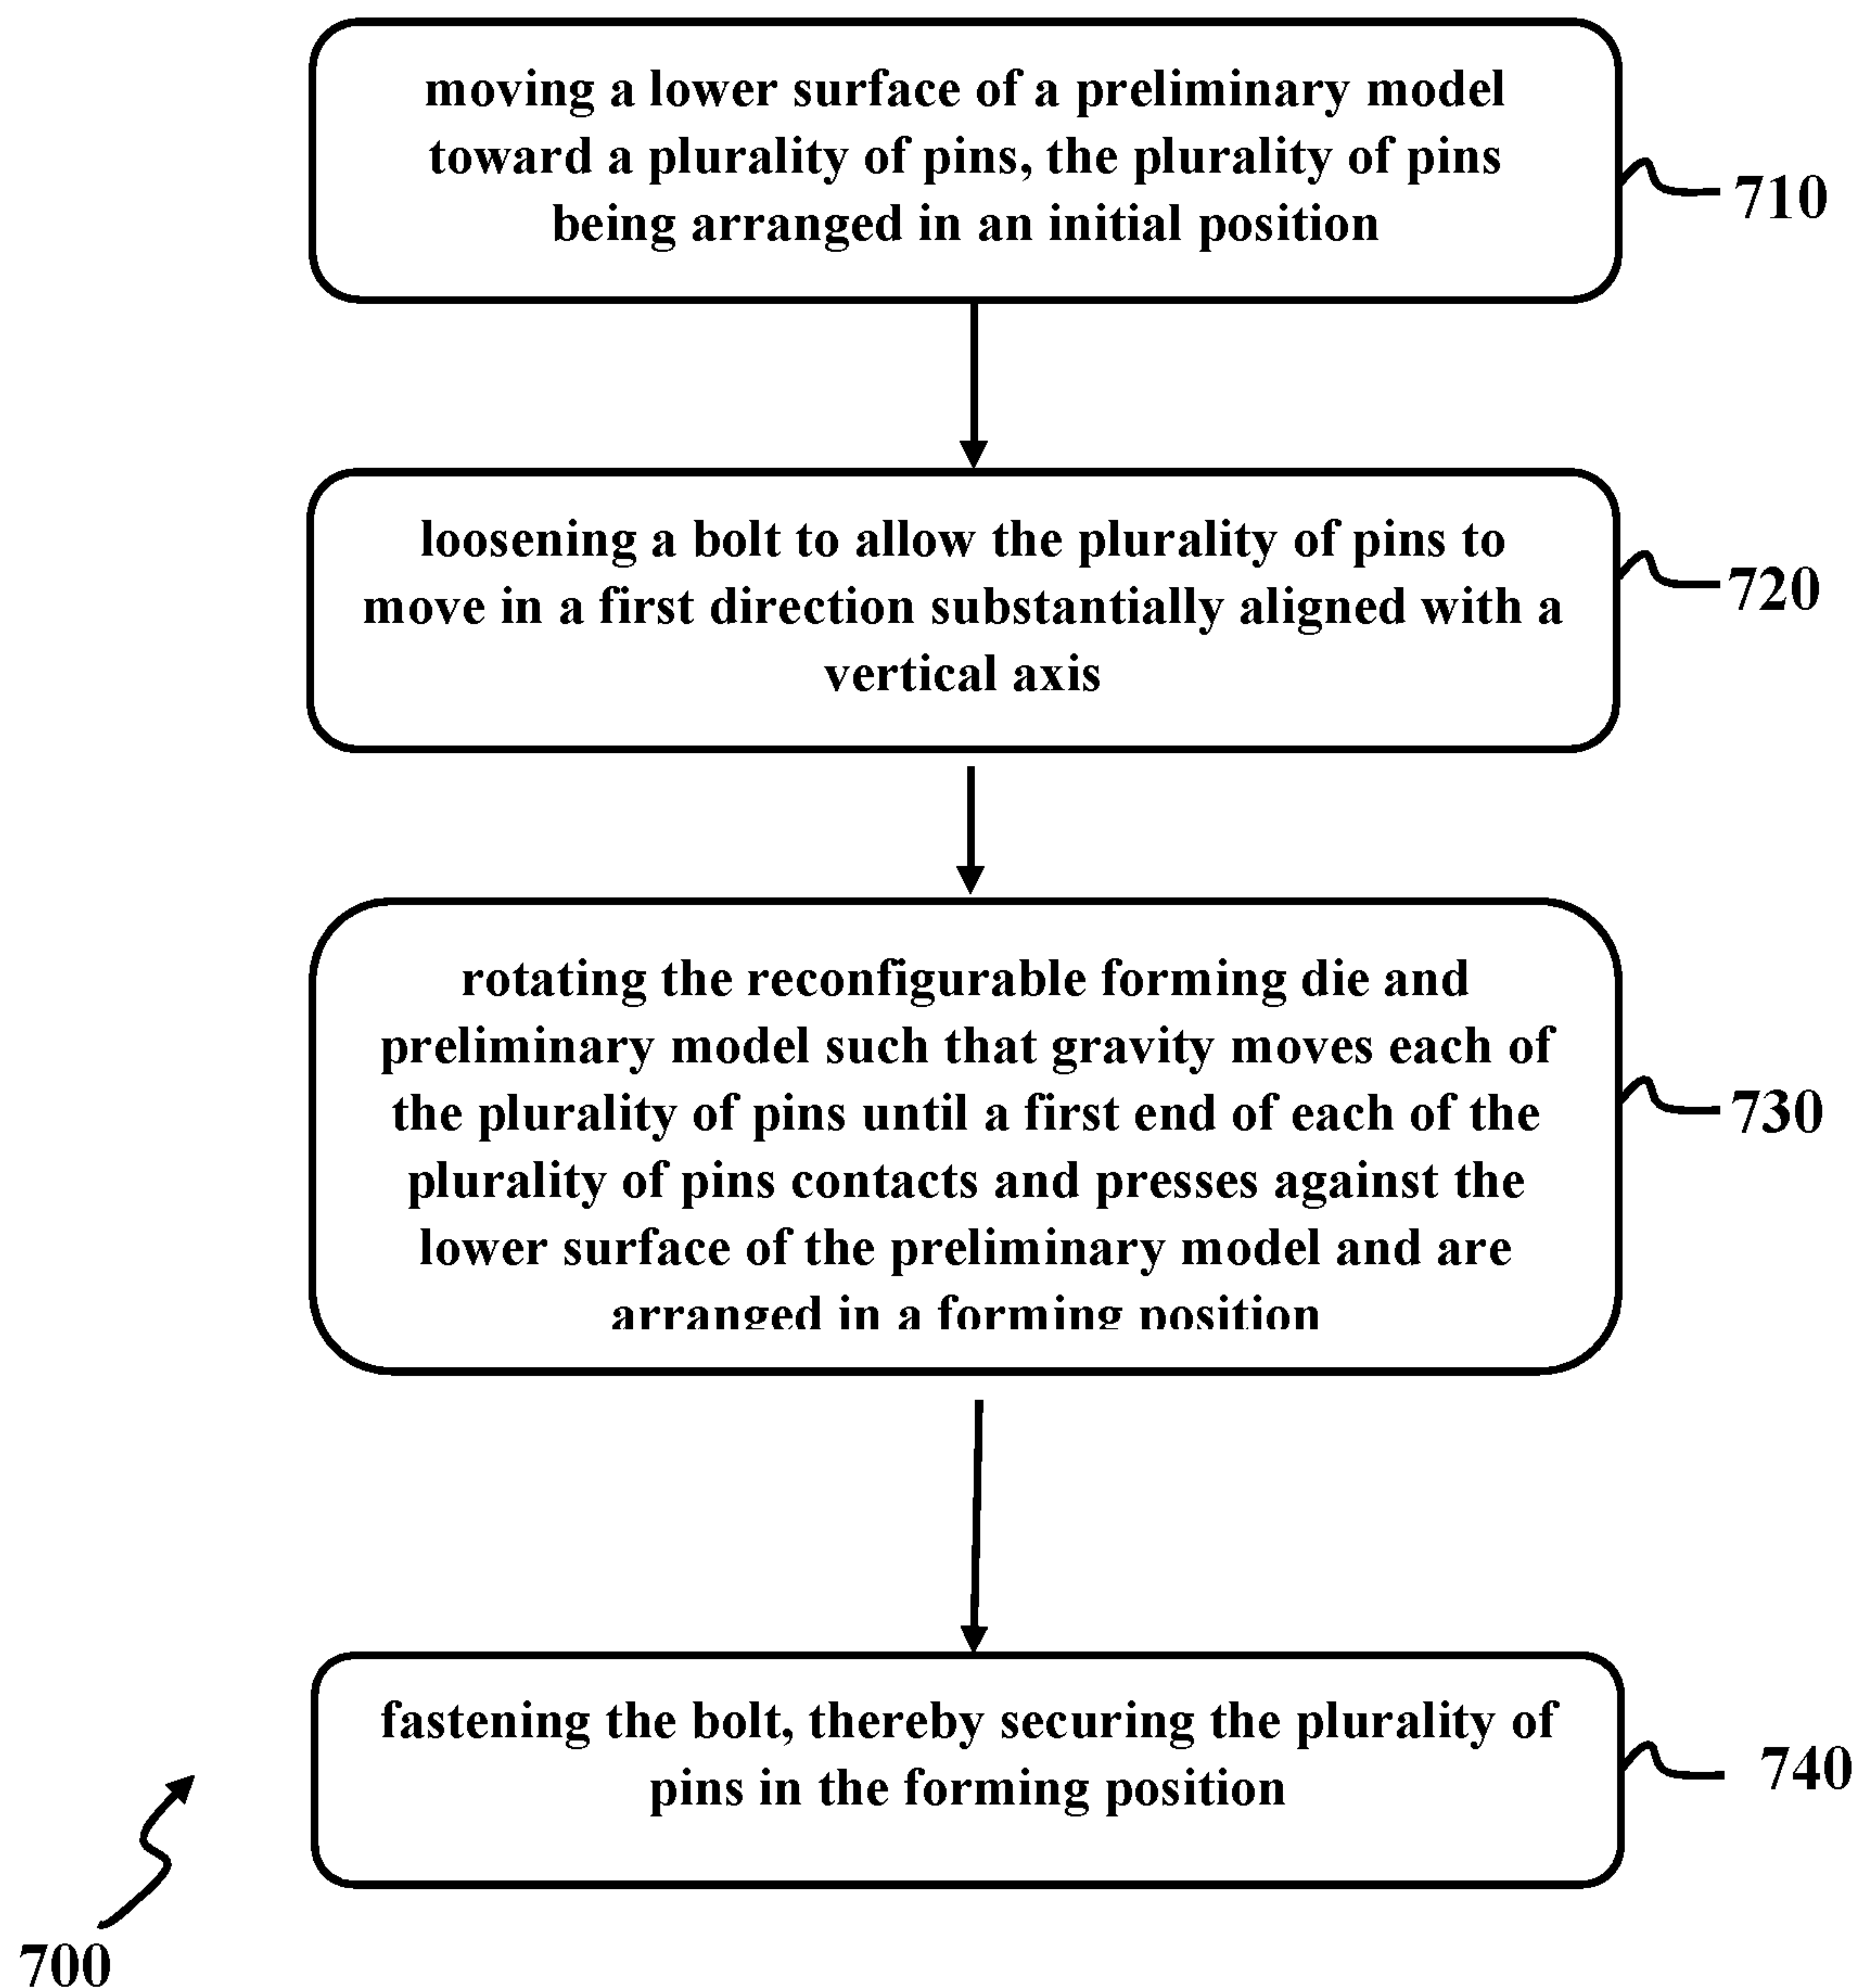 moving a lower surface of a preliminary model
toward a plurality of pins, the plurality of pins
being arranged in an initial position
710
loosening a bolt to allow the plurality of pins to
move in a first direction substantially aligned with a
vertical axis
720
rotating the reconfigurable forming die and
preliminary model such that gravity moves each of
the plurality of pins until a first end of each of the
plurality of pins contacts and presses against the
lower surface of the preliminary model and are
arranged in a forming position
730
fastening the bolt, thereby securing the plurality of
pins in the forming position
740
700